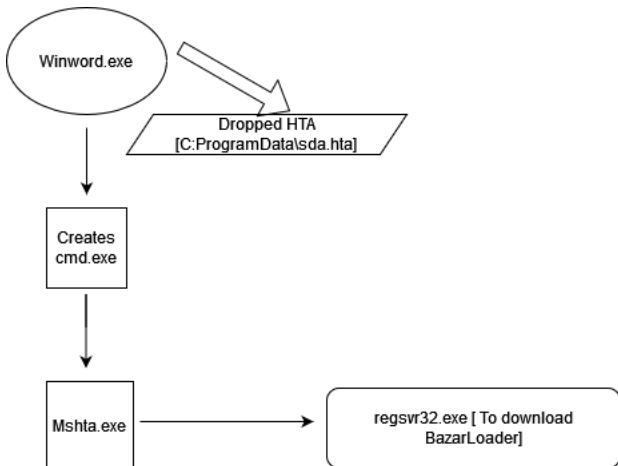 Winword.exe
Dropped HTA
[C:ProgramData\sda.hta]
Creates
cmd.exe
Mshta.exe
regsvr32.exe [ To download
BazarLoader]